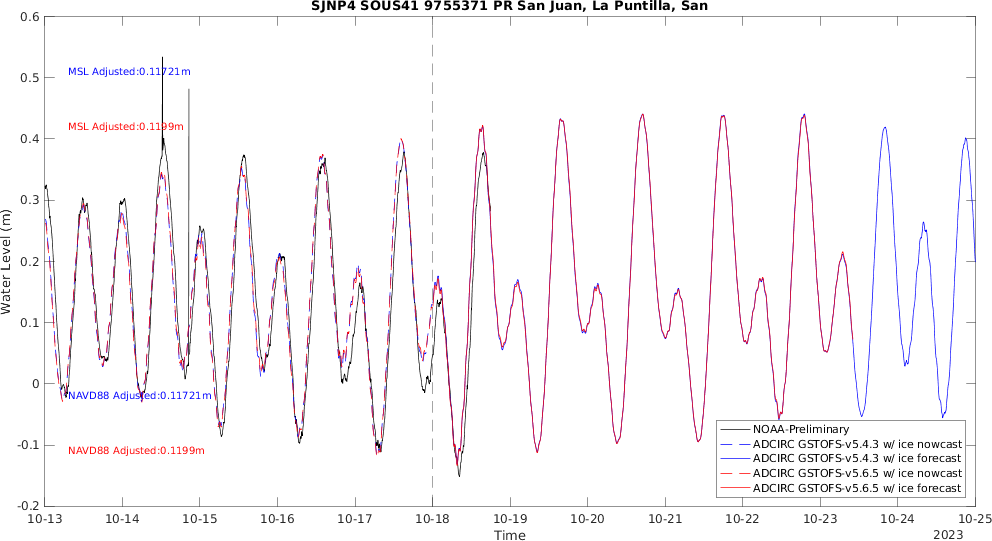 SJNP4 SOUS41 9755371 PR San Juan, La Puntilla, San
0.6
0.5
0.4
0.3
0.2
0.1
0
-0.1
-0.2
Water Level (m)
MSL Adjusted:0.11721m
MSL Adjusted:0.1199m
NAVD88 Adjusted:0.11721m
NAVD88 Adjusted:0.1199m
NOAA-Preliminary
ADCIRC GSTOFS-v5.4.3 w/ ice nowcast
ADCIRC GSTOFS-v5.4.3 w/ ice forecast
ADCIRC GSTOFS-v5.6.5 w/ ice nowcast
ADCIRC GSTOFS-v5.6.5 w/ ice forecast
10-13 10-14 10-15 10-16 10-17 10-18 10-19 10-20 10-21 10-22 10-23 10-24 10-25
Time
2023